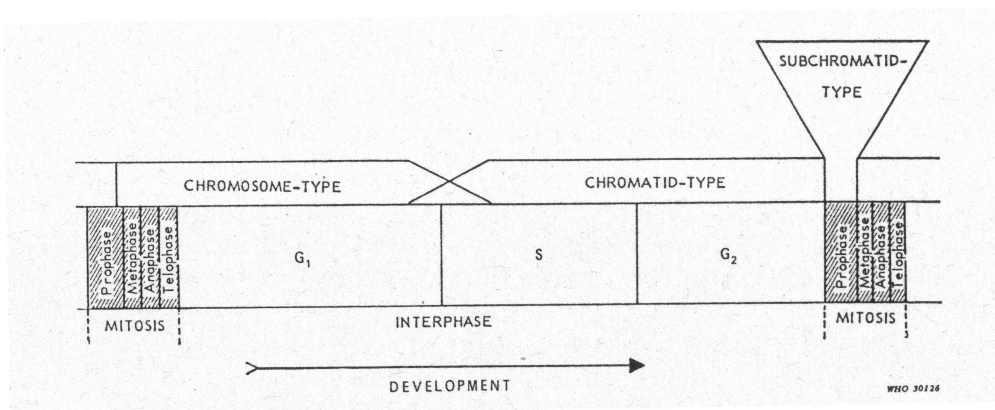 SUBCHROMATID-
TYPE
CHROMOSOME-TYPE
CHROMATID-TYPE
Prophase
Metaphase
Anaphase
Telophase
G₁
S
G₂
Prophase
Metaphase
Anaphase
Telophase
MITOSIS
INTERPHASE
MITOSIS
DEVELOPMENT
WHO 30126